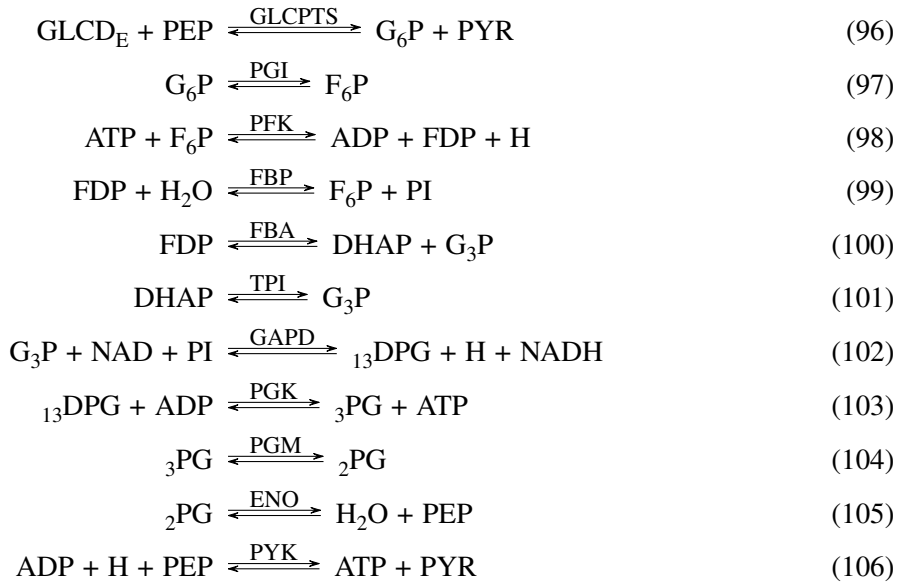 GLCD_E + PEP ⇌ GLCPTS G_6P + PYR (96)
G_6P ⇌ PGI F_6P (97)
ATP + F_6P ⇌ PFK ADP + FDP + H (98)
FDP + H_2O ⇌ FBP F_6P + PI (99)
FDP ⇌ FBA DHAP + G_3P (100)
DHAP ⇌ TPI G_3P (101)
G_3P + NAD + PI ⇌ GAPD _13DPG + H + NADH (102)
_13DPG + ADP ⇌ PGK _3PG + ATP (103)
_3PG ⇌ PGM _2PG (104)
_2PG ⇌ ENO H_2O + PEP (105)
ADP + H + PEP ⇌ PYK ATP + PYR (106)